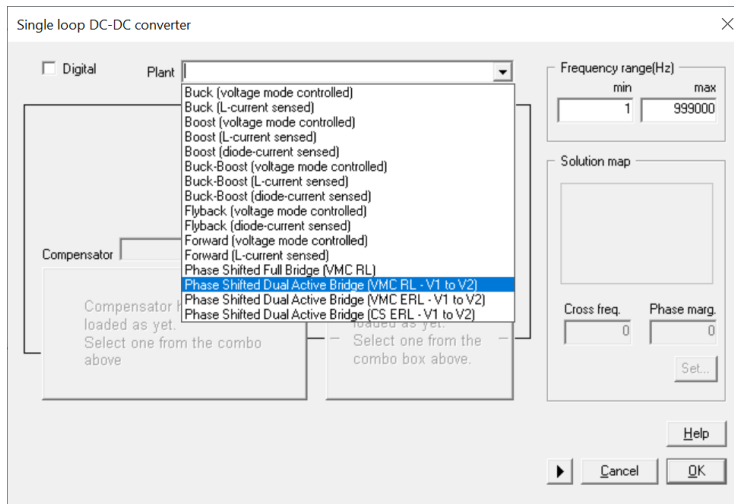 Single loop DC-DC converter
Digital
Plant
Buck (voltage mode controlled)
Buck (L-current sensed)
Boost (voltage mode controlled)
Boost (L-current sensed)
Boost (diode-current sensed)
Buck-Boost (voltage mode controlled)
Buck-Boost (L-current sensed)
Buck-Boost (diode-current sensed)
Flyback (voltage mode controlled)
Flyback (diode-current sensed)
Forward (voltage mode controlled)
Forward (L-current sensed)
Phase Shifted Full Bridge (VMC RL)
Phase Shifted Dual Active Bridge (VMC RL - V1 to V2)
Phase Shifted Dual Active Bridge (VMC ERL - V1 to V2)
Phase Shifted Dual Active Bridge (CS ERL - V1 to V2)
Compensator
Compensator
loaded as yet.
Select one from the combo
above
loaded as yet.
Select one from the
combo box above.
Frequency range(Hz)
min max
1 999000
Solution map
Cross freq. Phase marg.
0 0
Set...
Help
Cancel OK